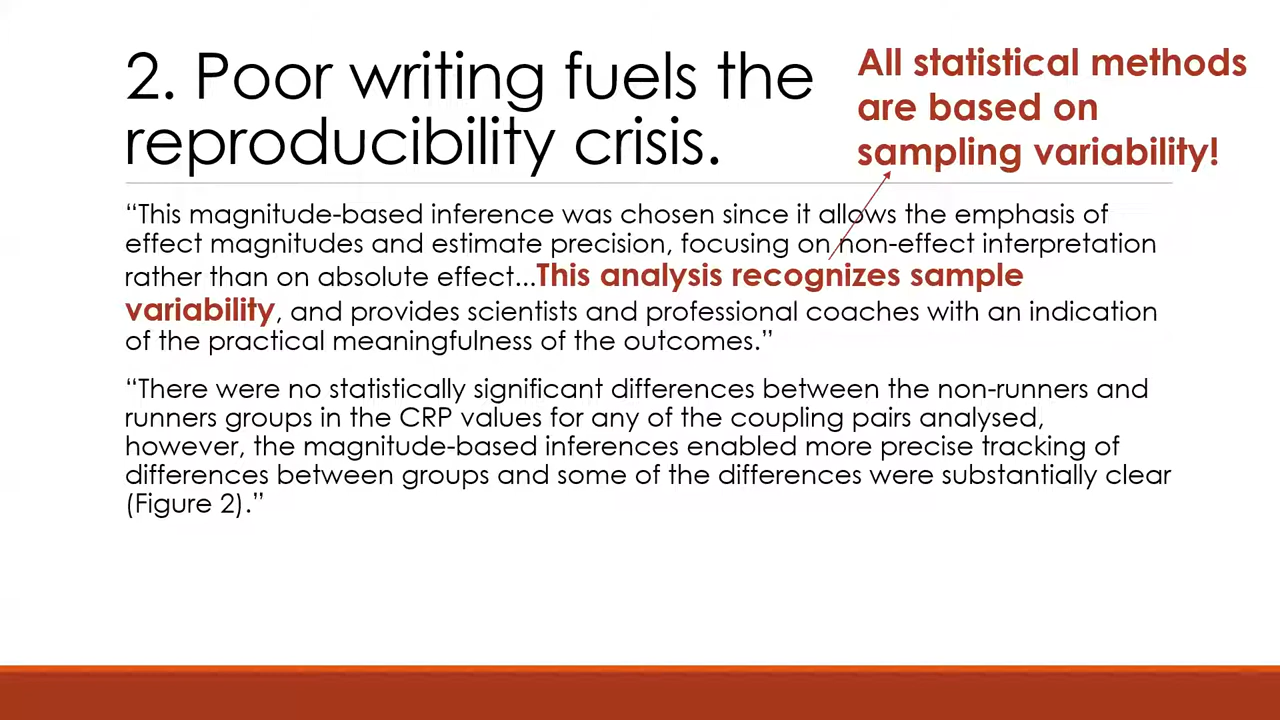 2. Poor writing fuels the
reproducibility crisis.
All statistical methods
are based on
sampling variability!
“This magnitude-based inference was chosen since it allows the emphasis of
effect magnitudes and estimate precision, focusing on non-effect interpretation
rather than on absolute effect...This analysis recognizes sample
variability, and provides scientists and professional coaches with an indication
of the practical meaningfulness of the outcomes.”
“There were no statistically significant differences between the non-runners and
runners groups in the CRP values for any of the coupling pairs analysed,
however, the magnitude-based inferences enabled more precise tracking of
differences between groups and some of the differences were substantially clear
(Figure 2).”